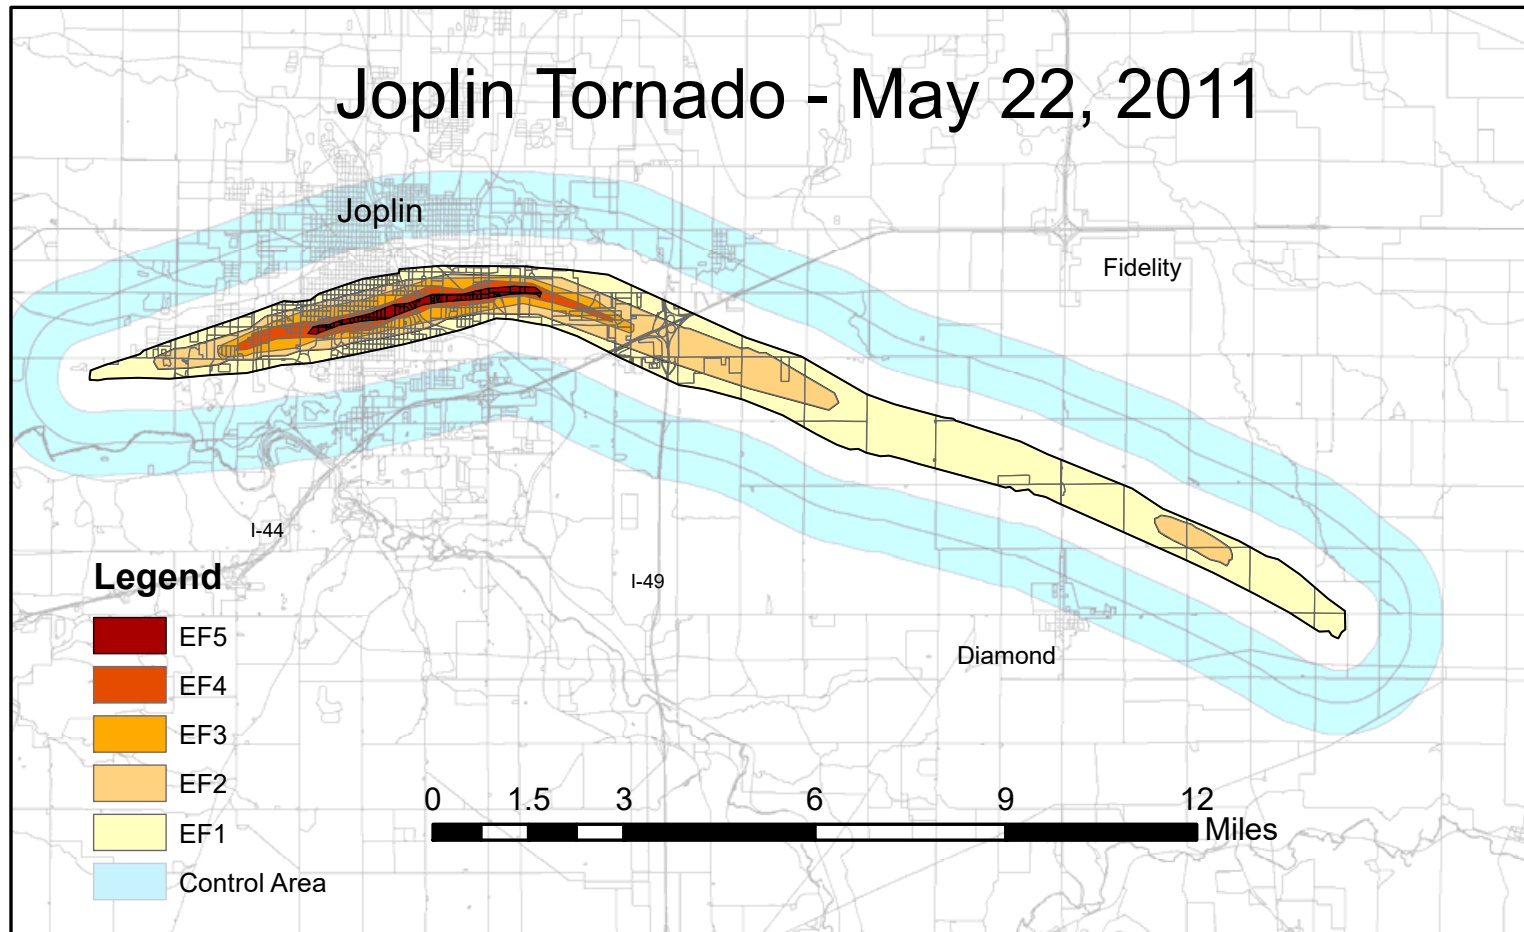 Joplin Tornado - May 22, 2011
Joplin
Fidelity
I-44
I-49
Diamond
Legend
EF5
EF4
EF3
EF2
EF1
Control Area
0 1.5 3 6 9 12
Miles